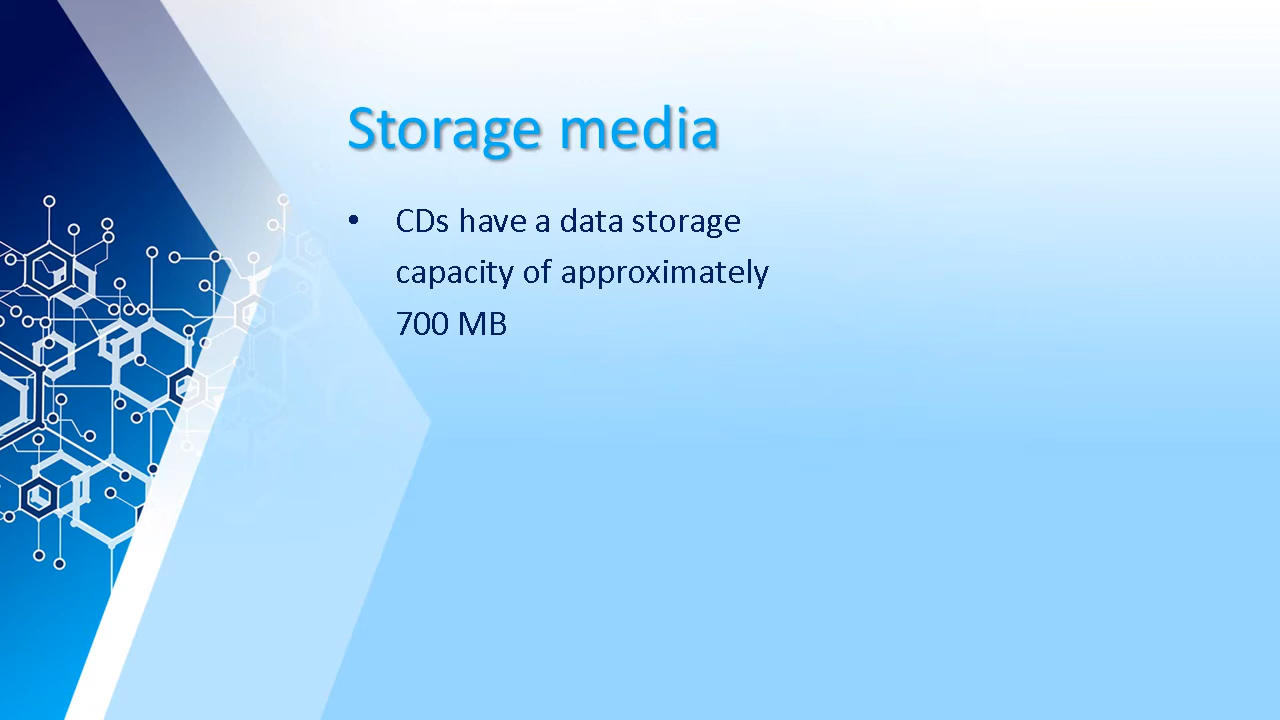 Storage media
• CDs have a data storage
capacity of approximately
700 MB